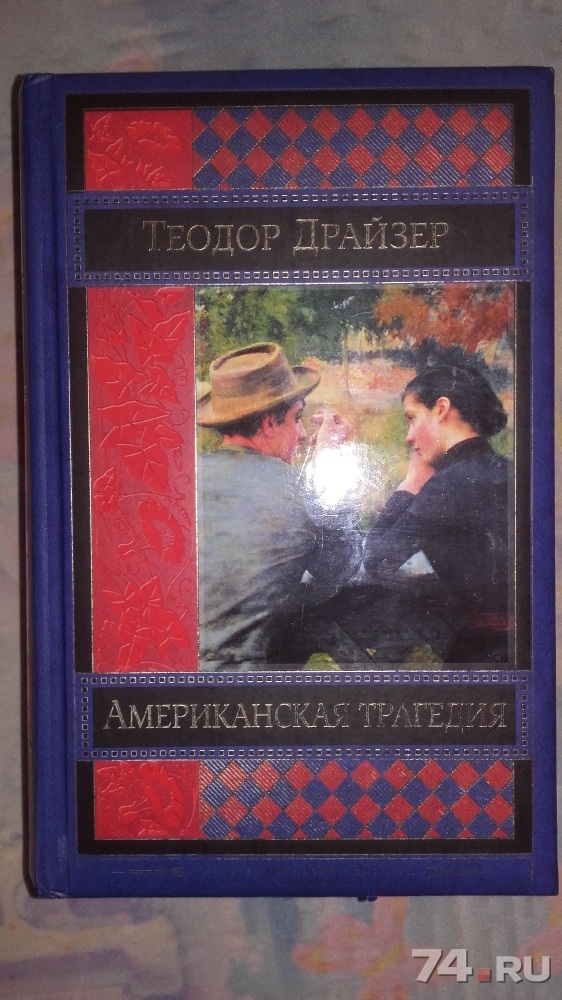 Теодор Драйзер
Американская трагедия
74.RU